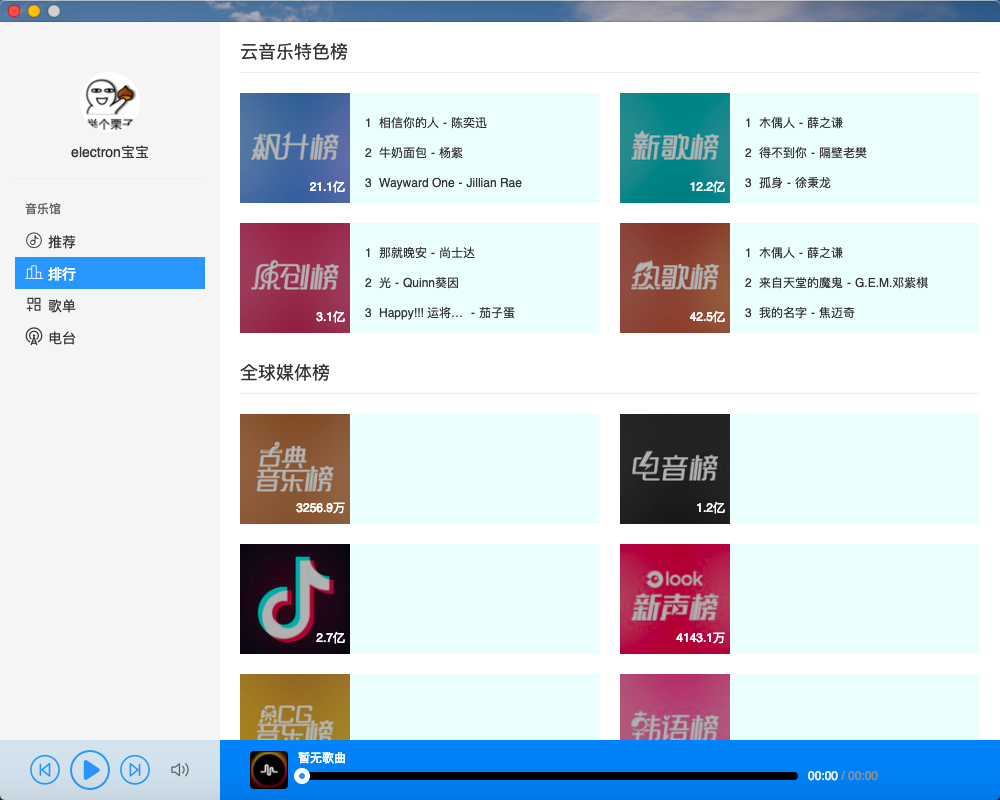 举个栗子
electron宝宝
音乐馆
推荐
排行
歌单
电台
云音乐特色榜
飙升榜
21.1亿
1 相信你的人 - 陈奕迅
2 牛奶面包 - 杨紫
3 Wayward One - Jillian Rae
新歌榜
12.2亿
1 木偶人 - 薛之谦
2 得不到你 - 隔壁老樊
3 孤身 - 徐秉龙
原创榜
3.1亿
1 那就晚安 - 尚士达
2 光 - Quinn葵因
3 Happy!!! 运将… - 茄子蛋
热歌榜
42.5亿
1 木偶人 - 薛之谦
2 来自天堂的魔鬼 - G.E.M.邓紫棋
3 我的名字 - 焦迈奇
全球媒体榜
古典
音乐榜
3256.9万
电音榜
1.2亿
2.7亿
look
新声榜
4143.1万
ACG
音乐榜
韩语榜
暂无歌曲
00:00 / 00:00